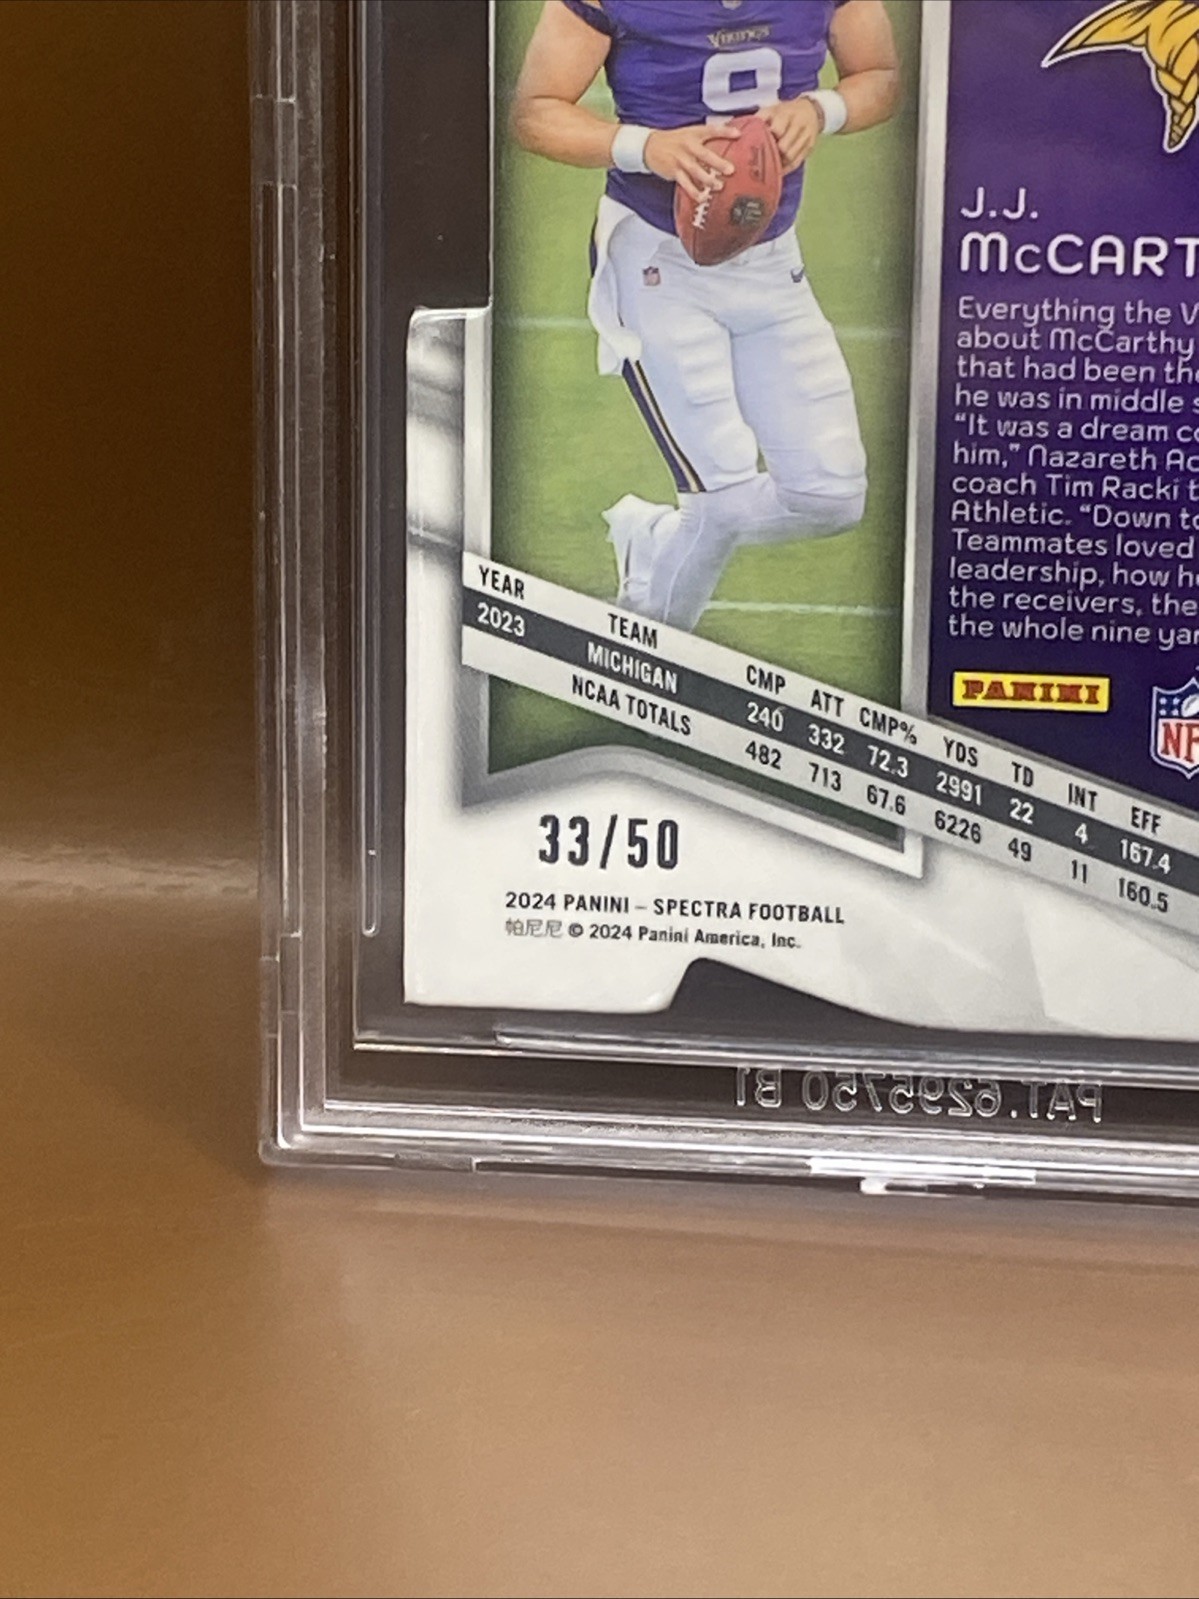 VIKINGS
9
J.J.
McCART
Everything the V
about McCarthy
that had been the
he was in middle s
“It was a dream co
him,” Nazareth Ac
coach Tim Racki t
Athletic. “Down to
Teammates loved
leadership, how he
the receivers, the
the whole nine yar
PANINI
NF
YEAR TEAM CMP ATT CMP% YDS TD INT EFF
2023 MICHIGAN 240 332 72.3 2991 22 4 167.4
NCAA TOTALS 482 713 67.6 6226 49 11 160.5
33/50
2024 PANINI – SPECTRA FOOTBALL
帕尼尼 © 2024 Panini America, Inc.
PAT.6295750 B1